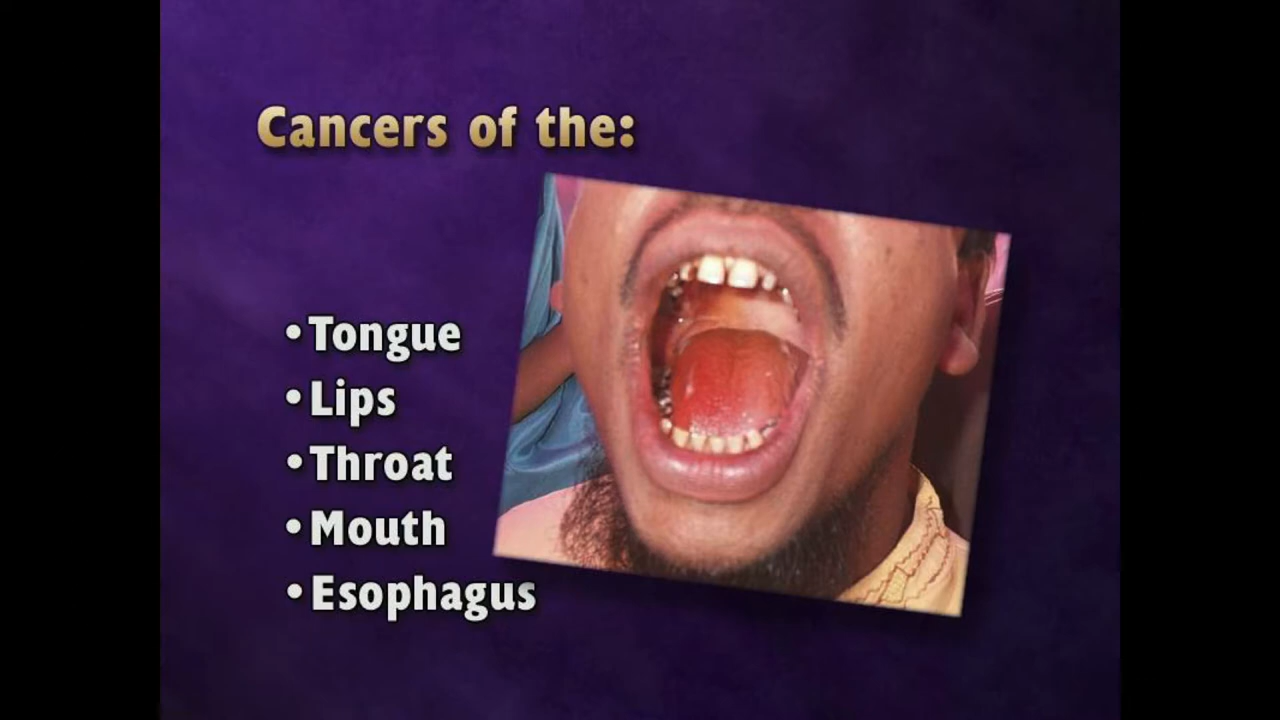 Cancers of the:
•Tongue
•Lips
•Throat
•Mouth
•Esophagus